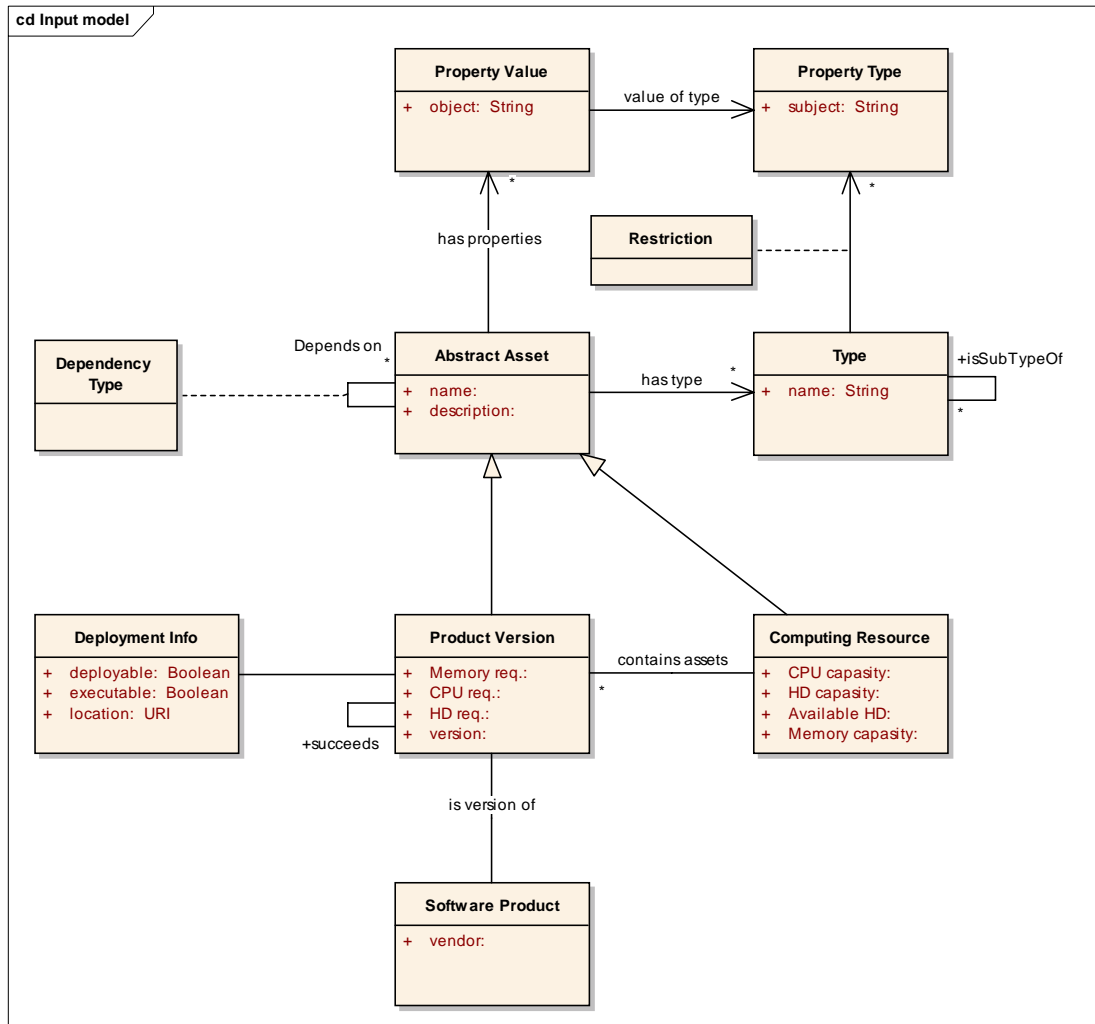 cd Input model
Property Value
+ object: String
value of type
Property Type
+ subject: String
*
*
has properties
Restriction
Depends on
*
Dependency
Type
Abstract Asset
+ name:
+ description:
has type
*
Type
+ name: String
+isSubTypeOf
*
Deployment Info
+ deployable: Boolean
+ executable: Boolean
+ location: URI
Product Version
+ Memory req.:
+ CPU req.:
+ HD req.:
+ version:
+succeeds
contains assets
*
Computing Resource
+ CPU capasity:
+ HD capacity:
+ Available HD:
+ Memory capasity:
is version of
Software Product
+ vendor: